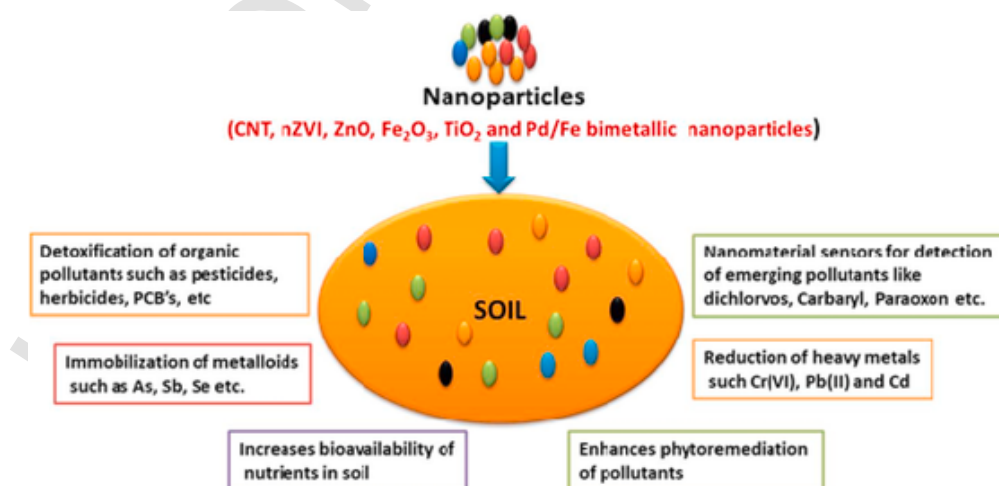 Nanoparticles
(CNT, nZVI, ZnO, Fe₂O₃, TiO₂ and Pd/Fe bimetallic nanoparticles)
Detoxification of organic
pollutants such as pesticides,
herbicides, PCB's, etc
Immobilization of metalloids
such as As, Sb, Se etc.
Increases bioavailability of
nutrients in soil
SOIL
Nanomaterial sensors for detection
of emerging pollutants like
dichlorvos, Carbaryl, Paraoxon etc.
Reduction of heavy metals
such Cr(VI), Pb(II) and Cd
Enhances phytoremediation
of pollutants